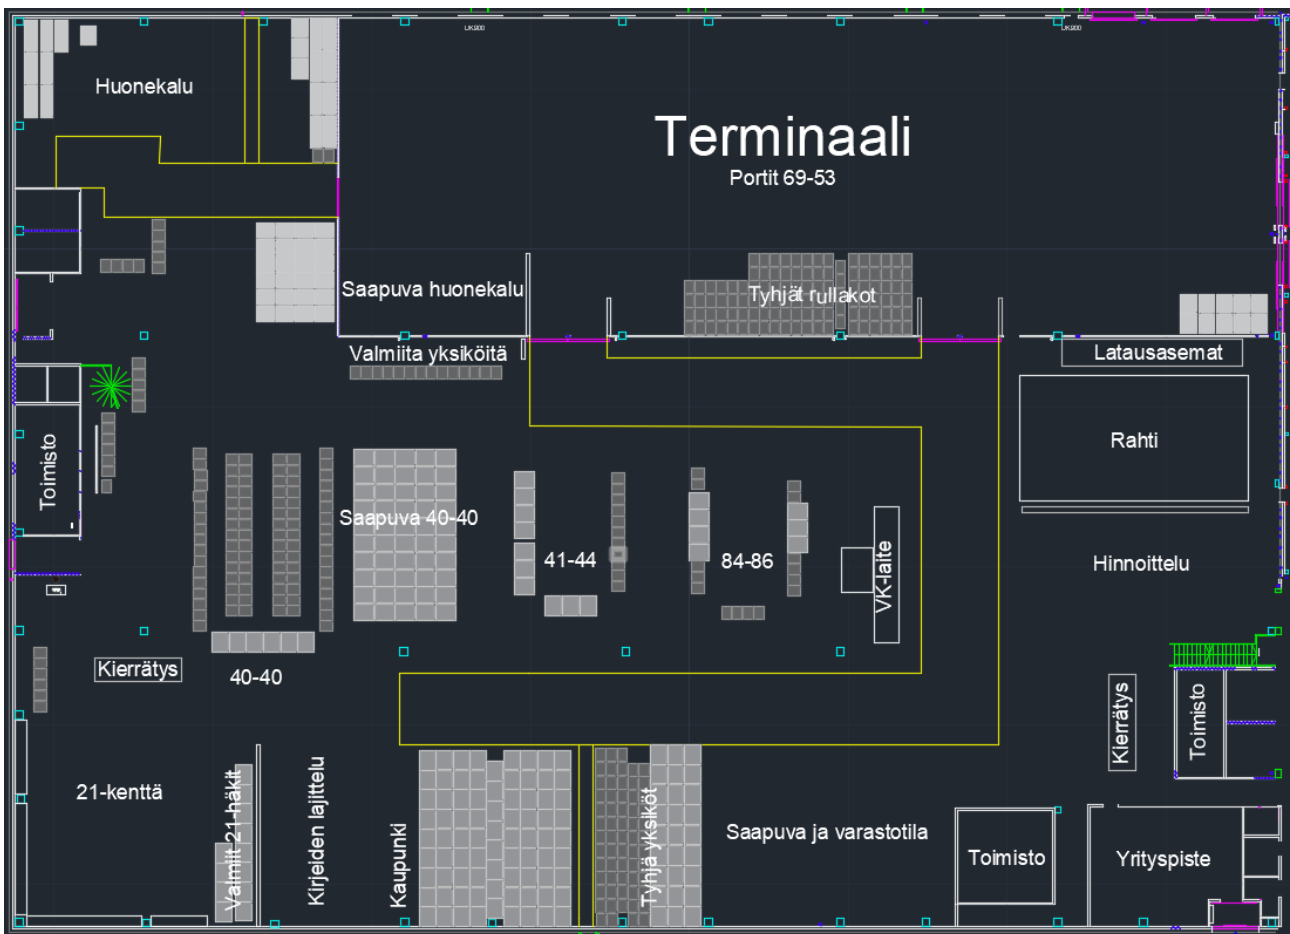 UK900
UK900
Huonekalu
Terminaali
Portit 69-53
Saapuva huonekalu
Tyhjät rullakot
Valmiita yksiköitä
Latausasemat
Rahti
Toimisto
Saapuva 40-40
41-44
84-86
VK-laite
Hinnoittelu
Kierrätys
40-40
Kierrätys
Toimisto
21-kenttä
Valmiit 21-häkit
Kirjeiden lajittelu
Kaupunki
Tyhjä yksiköt
Saapuva ja varastotila
Toimisto
Yrityspiste